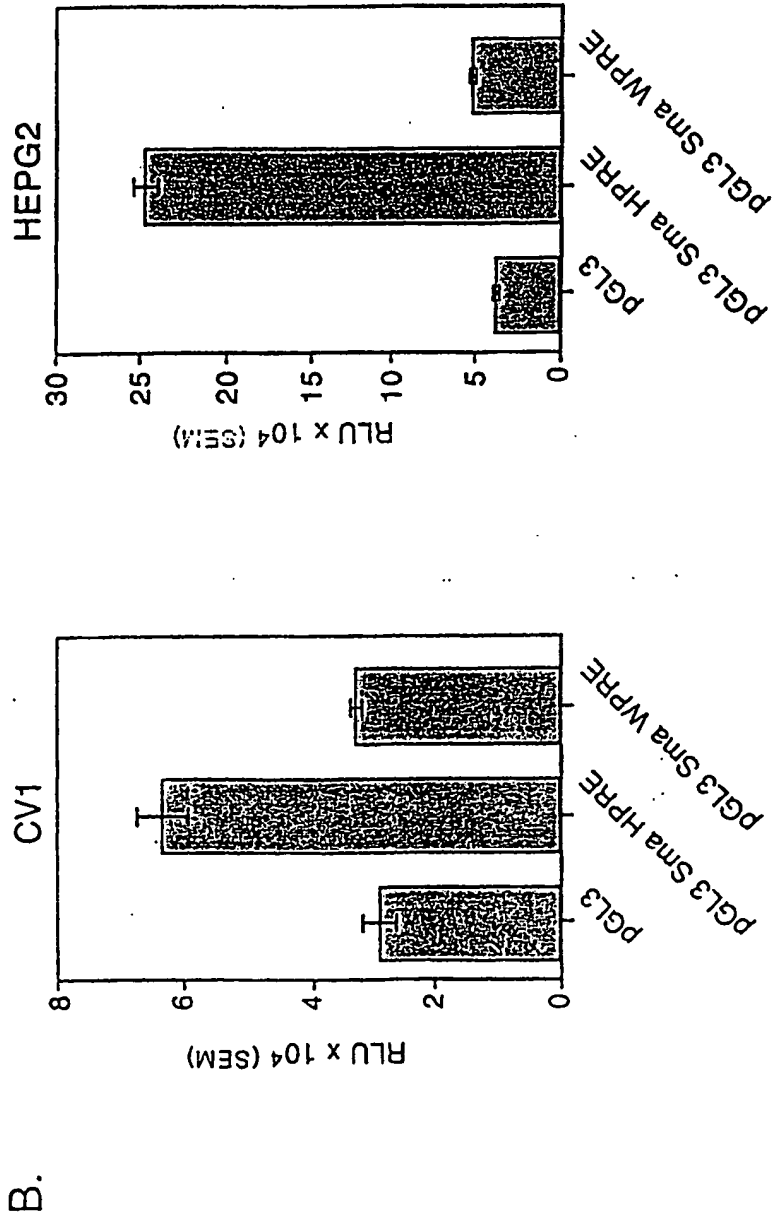 B.
CV1
RLU x 10⁴ (SEM)
8
6
4
2
0
pGL3
pGL3 Sma HPRE
pGL3 Sma WPRE
HEPG2
RLU x 10⁴ (SEM)
30
25
20
15
10
5
0
pGL3
pGL3 Sma HPRE
pGL3 Sma WPRE